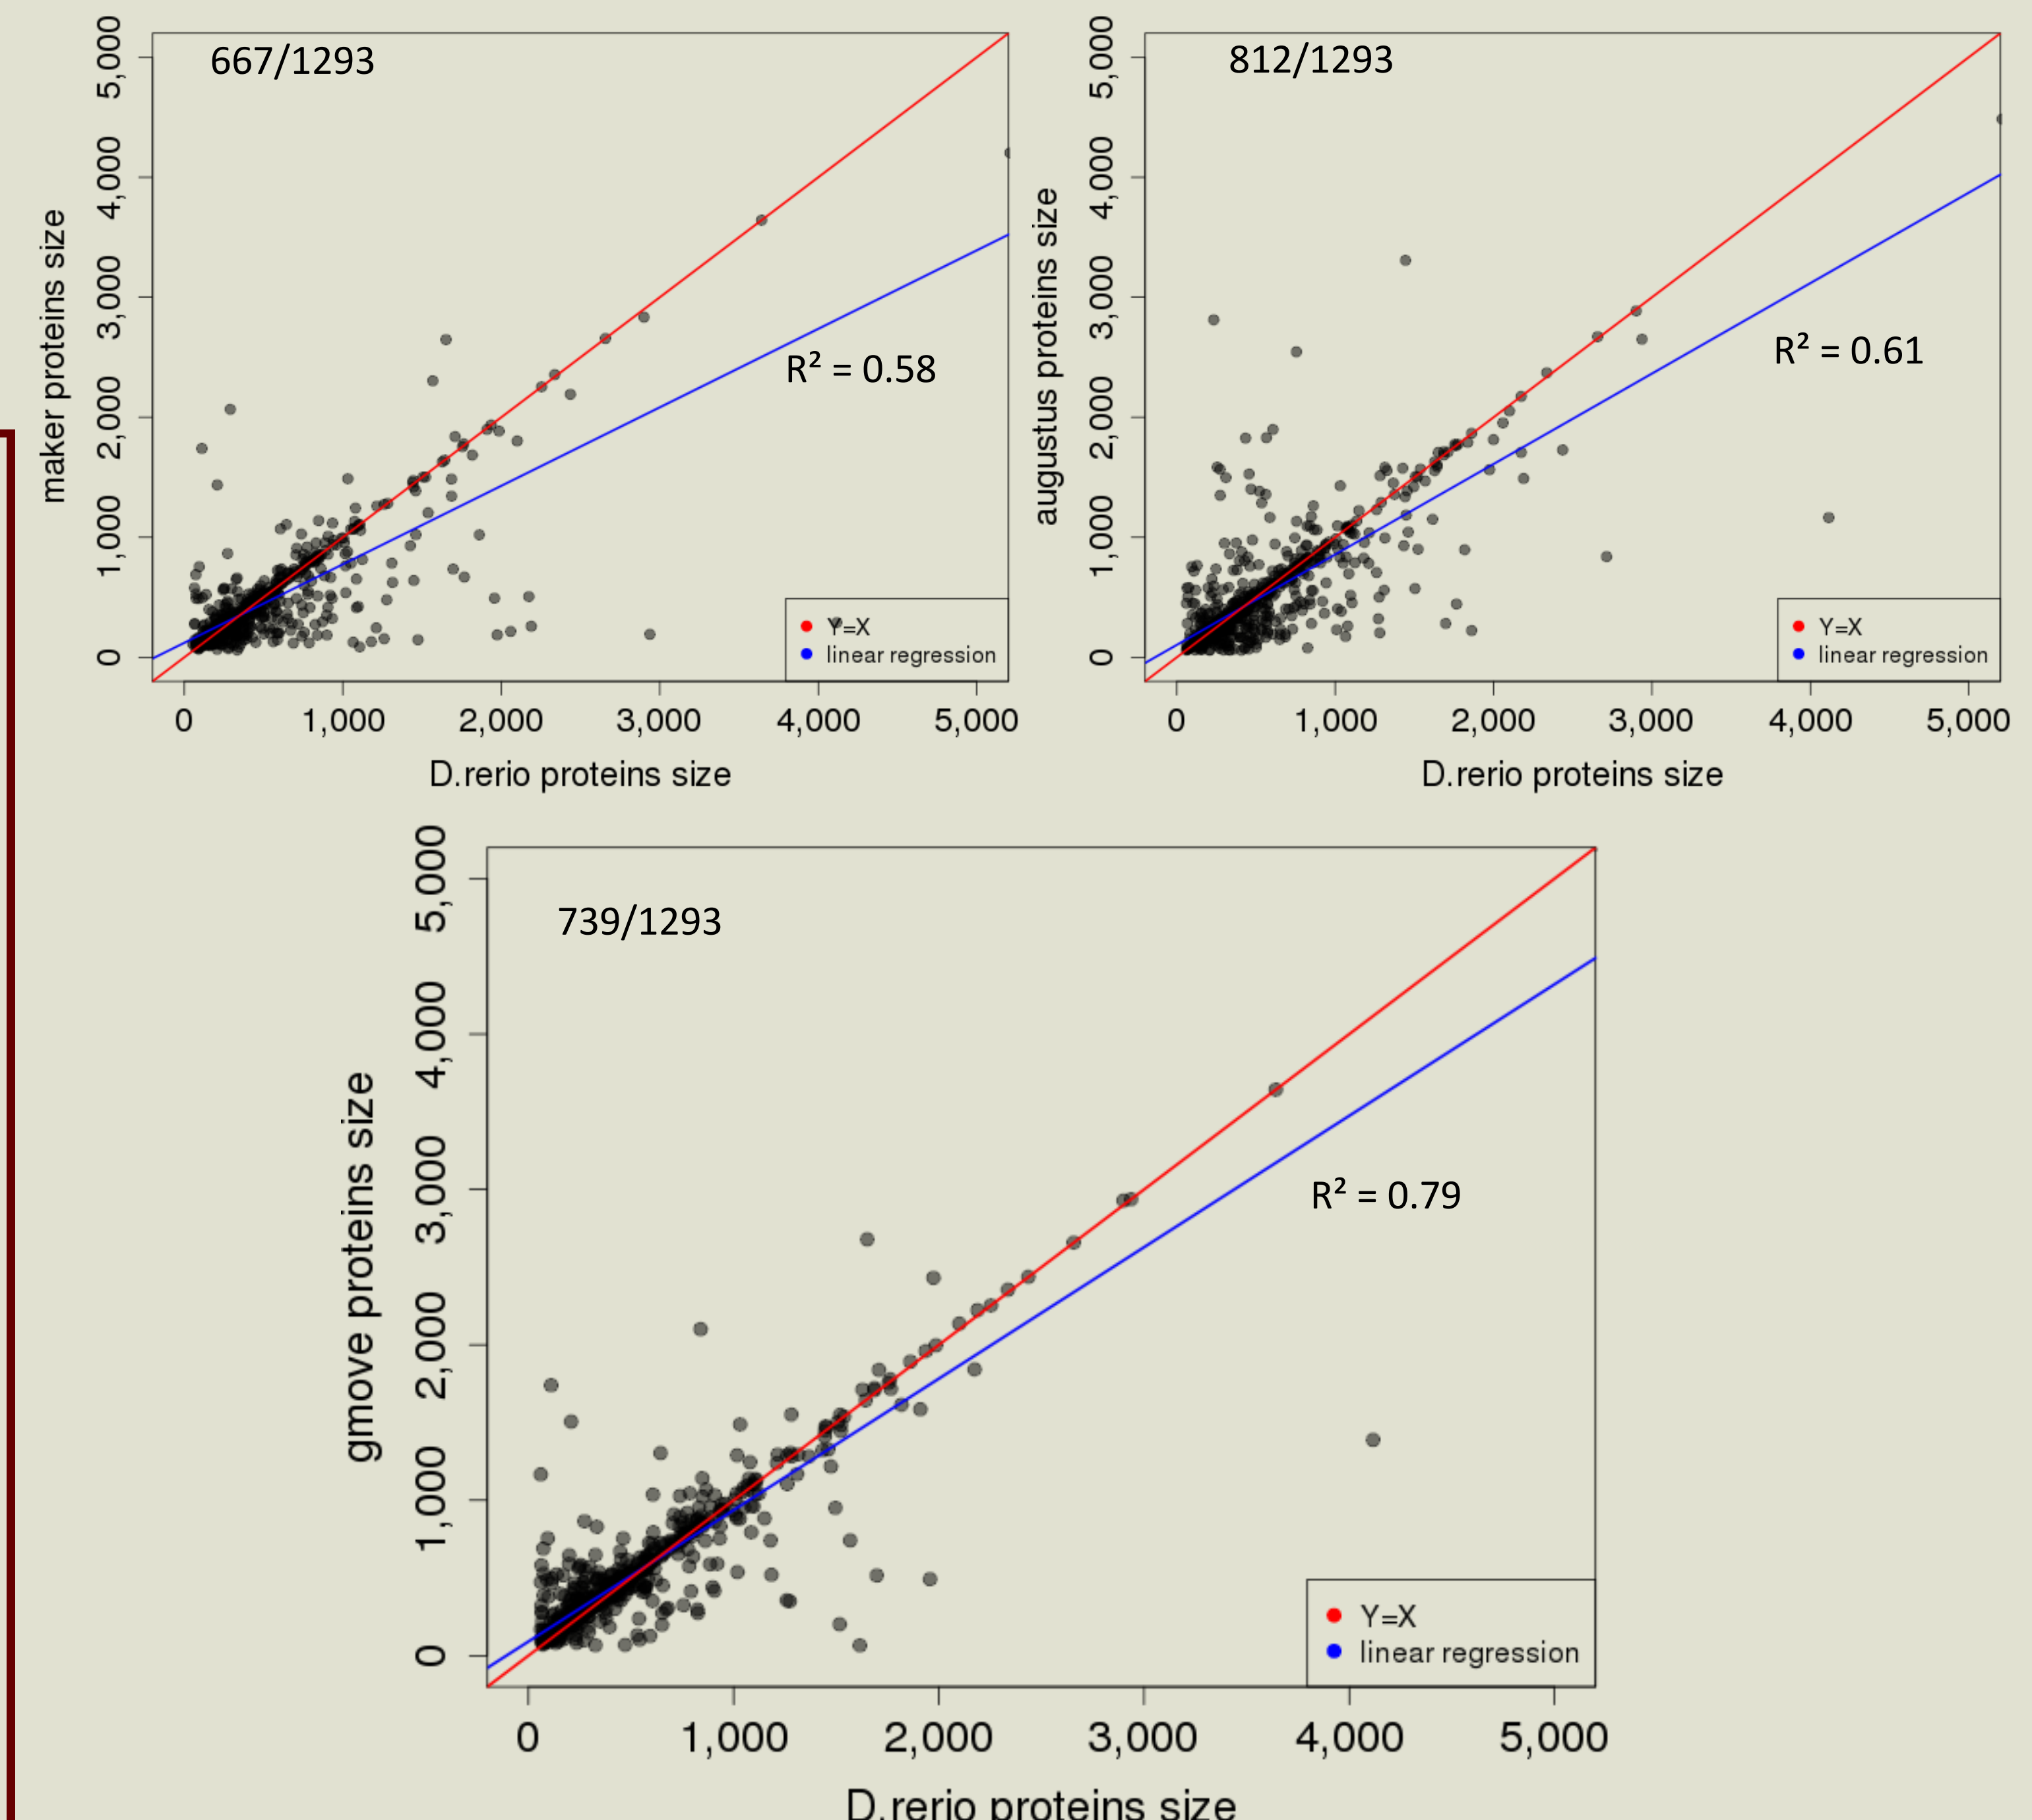 667/1293
maker proteins size
5,000
4,000
3,000
2,000
1,000
0
R² = 0.58
Y=X
linear regression
0 1,000 2,000 3,000 4,000 5,000
D.rerio proteins size
812/1293
augustus proteins size
5,000
4,000
3,000
2,000
1,000
0
R² = 0.61
Y=X
linear regression
0 1,000 2,000 3,000 4,000 5,000
D.rerio proteins size
739/1293
gmove proteins size
5,000
4,000
3,000
2,000
1,000
0
R² = 0.79
Y=X
linear regression
0 1,000 2,000 3,000 4,000 5,000
D.rerio proteins size